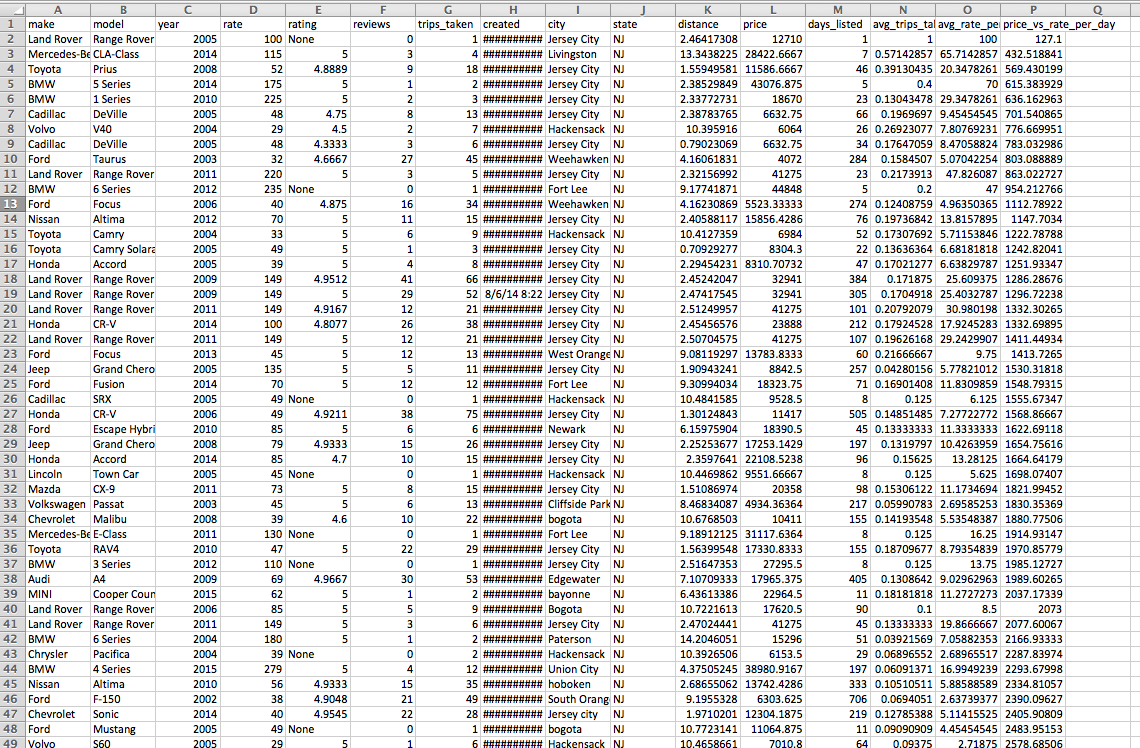 A B C D E F G H I J K L M N O P Q
1 make model year rate rating reviews trips_taken created city state distance price days_listed avg_trips_tal avg_rate_per price_vs_rate_per_day
2 Land Rover Range Rover 2005 100 None 0 1 ########## Jersey City NJ 2.46417308 12710 1 1 100 127.1
3 Mercedes-Be CLA-Class 2014 115 5 3 4 ########## Livingston NJ 13.3438225 28422.6667 7 0.57142857 65.7142857 432.518841
4 Toyota Prius 2008 52 4.8889 9 18 ########## Jersey City NJ 1.55949581 11586.6667 46 0.39130435 20.3478261 569.430199
5 BMW 5 Series 2014 175 5 1 2 ########## Jersey City NJ 2.38529849 43076.875 5 0.4 70 615.383929
6 BMW 1 Series 2010 225 5 2 3 ########## Jersey City NJ 2.33772731 18670 23 0.13043478 29.3478261 636.162963
7 Cadillac DeVille 2005 48 4.75 8 13 ########## Jersey City NJ 2.38783765 6632.75 66 0.1969697 9.45454545 701.540865
8 Volvo V40 2004 29 4.5 2 7 ########## Hackensack NJ 10.395916 6064 26 0.26923077 7.80769231 776.669951
9 Cadillac DeVille 2005 48 4.3333 3 6 ########## Jersey City NJ 0.79023069 6632.75 34 0.17647059 8.47058824 783.032986
10 Ford Taurus 2003 32 4.6667 27 45 ########## Weehawken NJ 4.16061831 4072 284 0.1584507 5.07042254 803.088889
11 Land Rover Range Rover 2011 220 5 3 5 ########## Jersey City NJ 2.32156992 41275 23 0.2173913 47.826087 863.022727
12 BMW 6 Series 2012 235 None 0 1 ########## Fort Lee NJ 9.17741871 44848 5 0.2 47 954.212766
13 Ford Focus 2006 40 4.875 16 34 ########## Weehawken NJ 4.16230869 5523.33333 274 0.12408759 4.96350365 1112.78922
14 Nissan Altima 2012 70 5 11 15 ########## Jersey City NJ 2.40588117 15856.4286 76 0.19736842 13.8157895 1147.7034
15 Toyota Camry 2004 33 5 6 9 ########## Hackensack NJ 10.4127359 6984 52 0.17307692 5.71153846 1222.78788
16 Toyota Camry Solara 2005 49 5 1 3 ########## Jersey City NJ 0.70929277 8304.3 22 0.13636364 6.68181818 1242.82041
17 Honda Accord 2005 39 5 4 8 ########## Jersey City NJ 2.29454231 8310.70732 47 0.17021277 6.63829787 1251.93347
18 Land Rover Range Rover 2009 149 4.9512 41 66 ########## Jersey City NJ 2.45242047 32941 384 0.171875 25.609375 1286.28676
19 Land Rover Range Rover 2009 149 5 29 52 8/6/14 8:22 Jersey City NJ 2.47417545 32941 305 0.1704918 25.4032787 1296.72238
20 Land Rover Range Rover 2011 149 4.9167 12 21 ########## Jersey City NJ 2.51249957 41275 101 0.20792079 30.980198 1332.30265
21 Honda CR-V 2014 100 4.8077 26 38 ########## Jersey City NJ 2.45456576 23888 212 0.17924528 17.9245283 1332.69895
22 Land Rover Range Rover 2011 149 5 12 21 ########## Jersey City NJ 2.50704575 41275 107 0.19626168 29.2429907 1411.44934
23 Ford Focus 2013 45 5 12 13 ########## West Orange NJ 9.08119297 13783.8333 60 0.21666667 9.75 1413.7265
24 Jeep Grand Chero 2005 135 5 5 11 ########## Jersey City NJ 1.90943241 8842.5 257 0.04280156 5.77821012 1530.31818
25 Ford Fusion 2014 70 5 12 12 ########## Fort Lee NJ 9.30994034 18323.75 71 0.16901408 11.8309859 1548.79315
26 Cadillac SRX 2005 49 None 0 1 ########## Hackensack NJ 10.4841585 9528.5 8 0.125 6.125 1555.67347
27 Honda CR-V 2006 49 4.9211 38 75 ########## Jersey City NJ 1.30124843 11417 505 0.14851485 7.27722772 1568.86667
28 Ford Escape Hybri 2010 85 5 6 6 ########## Newark NJ 6.15975904 18390.5 45 0.13333333 11.3333333 1622.69118
29 Jeep Grand Chero 2008 79 4.9333 15 26 ########## Jersey City NJ 2.25253677 17253.1429 197 0.1319797 10.4263959 1654.75616
30 Honda Accord 2014 85 4.7 10 15 ########## Jersey City NJ 2.3597641 22108.5238 96 0.15625 13.28125 1664.64179
31 Lincoln Town Car 2005 45 None 0 1 ########## Hackensack NJ 10.4469862 9551.66667 8 0.125 5.625 1698.07407
32 Mazda CX-9 2011 73 5 8 15 ########## Jersey City NJ 1.51086974 20358 98 0.15306122 11.1734694 1821.99452
33 Volkswagen Passat 2003 45 5 6 13 ########## Cliffside Park NJ 8.46834087 4934.36364 217 0.05990783 2.69585253 1830.35369
34 Chevrolet Malibu 2008 39 4.6 10 22 ########## bogota NJ 10.6768503 10411 155 0.14193548 5.53548387 1880.77506
35 Mercedes-Be E-Class 2011 130 None 0 1 ########## Fort Lee NJ 9.18912125 31117.6364 8 0.125 16.25 1914.93147
36 Toyota RAV4 2010 47 5 22 29 ########## Jersey City NJ 1.56399548 17330.8333 155 0.18709677 8.79354839 1970.85779
37 BMW 3 Series 2012 110 None 0 1 ########## Jersey City NJ 2.51647353 27295.5 8 0.125 13.75 1985.12727
38 Audi A4 2009 69 4.9667 30 53 ########## Edgewater NJ 7.10709333 17965.375 405 0.1308642 9.02962963 1989.60265
39 MINI Cooper Coun 2015 62 5 1 2 ########## bayonne NJ 6.43613386 22964.5 11 0.18181818 11.2727273 2037.17339
40 Land Rover Range Rover 2006 85 5 5 9 ########## Bogota NJ 10.7221613 17620.5 90 0.1 8.5 2073
41 Land Rover Range Rover 2011 149 5 3 6 ########## Jersey City NJ 2.47024441 41275 45 0.13333333 19.8666667 2077.60067
42 BMW 6 Series 2004 180 5 1 2 ########## Paterson NJ 14.2046051 15296 51 0.03921569 7.05882353 2166.93333
43 Chrysler Pacifica 2004 39 None 0 2 ########## Hackensack NJ 10.3926506 6153.5 29 0.06896552 2.68965517 2287.83974
44 BMW 4 Series 2015 279 5 4 12 ########## Union City NJ 4.37505245 38980.9167 197 0.06091371 16.9949239 2293.67998
45 Nissan Altima 2010 56 4.9333 15 35 ########## hoboken NJ 2.68655062 13742.4286 333 0.10510511 5.88588589 2334.81057
46 Ford F-150 2002 38 4.9048 21 49 ########## South Orang NJ 9.1955328 6303.625 706 0.0694051 2.63739377 2390.09627
47 Chevrolet Sonic 2014 40 4.9545 22 28 ########## Jersey city NJ 1.9710201 12304.1875 219 0.12785388 5.11415525 2405.90809
48 Ford Mustang 2005 49 None 0 1 ########## bogota NJ 10.7723141 11064.875 11 0.09090909 4.45454545 2483.95153
49 Volvo S60 2005 29 5 1 6 ########## Hackensack NJ 10.4658661 7010.8 64 0.09375 2.71875 2578.68506